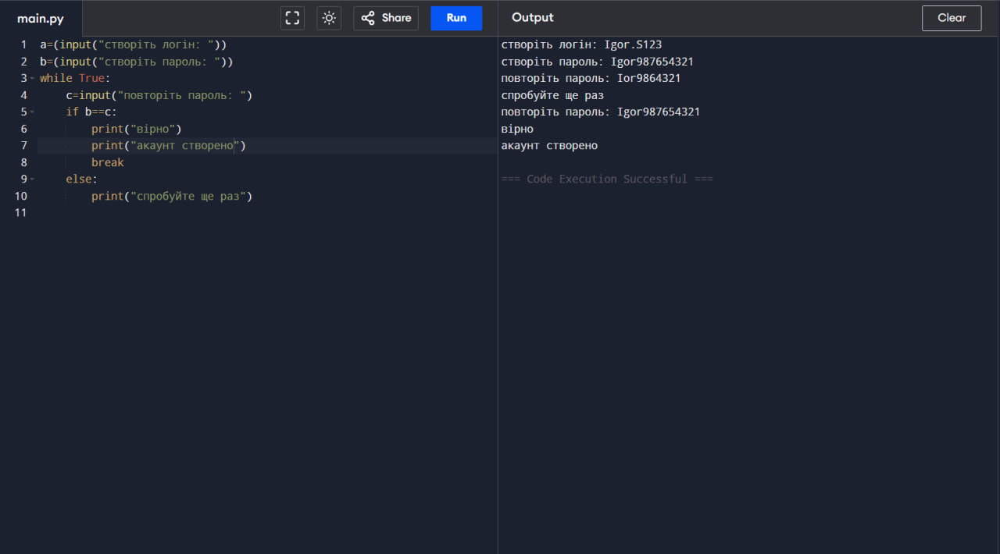 main.py
Share
Run
Output
Clear
1 a=(input("створіть логін: "))
2 b=(input("створіть пароль: "))
3 while True:
4     c=input("повторіть пароль: ")
5     if b==c:
6         print("вірно")
7         print("акаунт створено")
8         break
9     else:
10         print("спробуйте ще раз")
11
створіть логін: Igor.S123
створіть пароль: Igor987654321
повторіть пароль: Ior9864321
спробуйте ще раз
повторіть пароль: Igor987654321
вірно
акаунт створено
=== Code Execution Successful ===